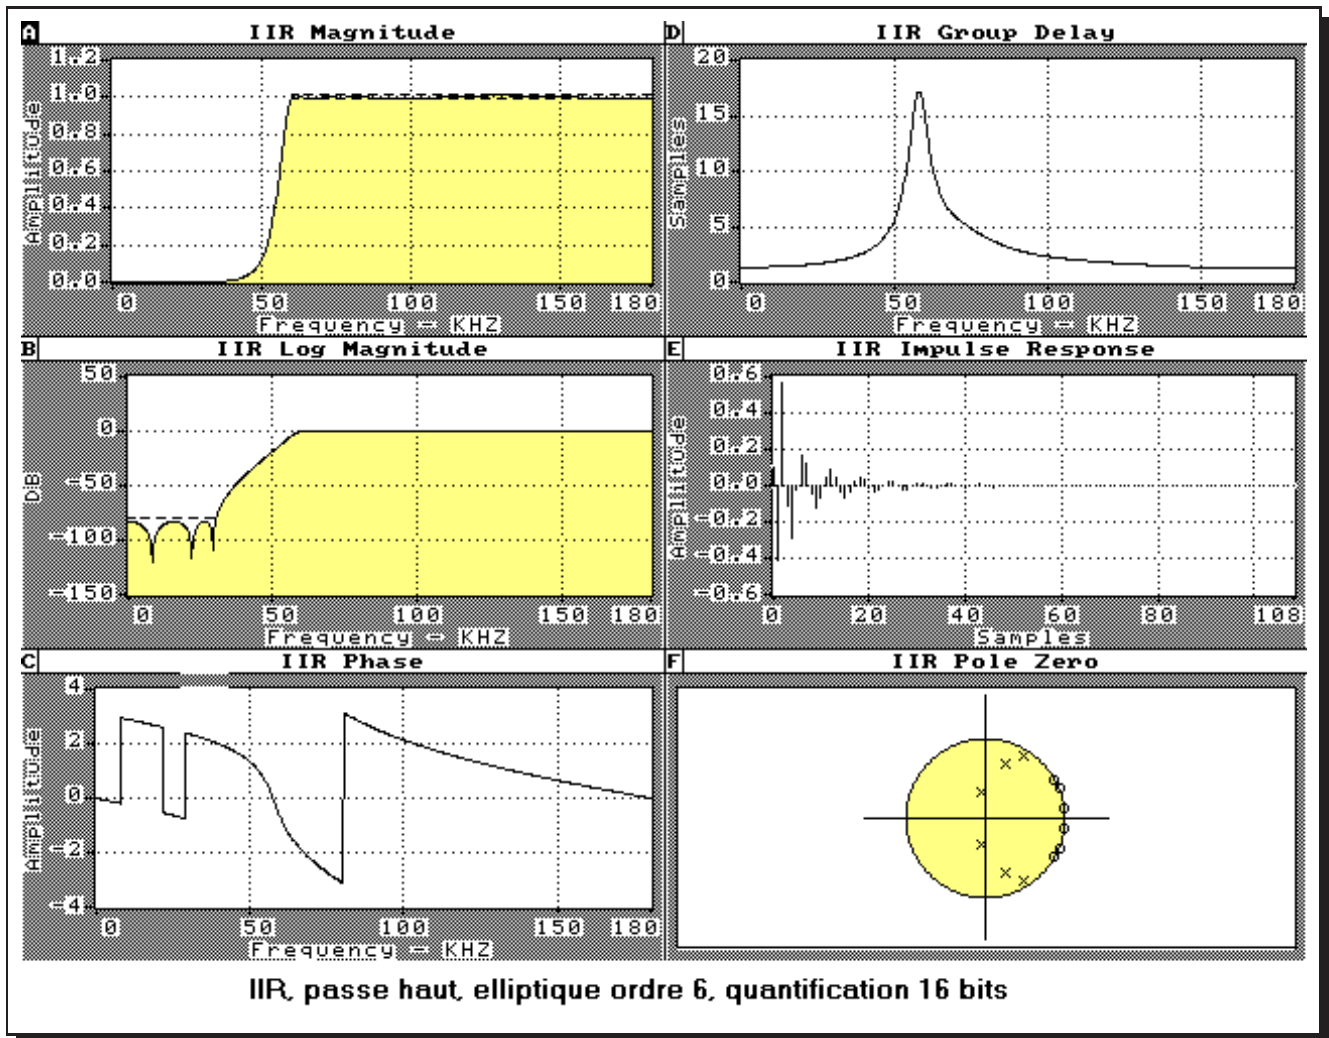 A IIR Magnitude
1.2
1.0
0.8
0.6
0.4
0.2
0.0
Amplitude
0 50 100 150 180
Frequency - KHZ
D IIR Group Delay
20
15
10
5
0
Samples
0 50 100 150 180
Frequency - KHZ
B IIR Log Magnitude
50
0
-50
-100
-150
DB
0 50 100 150 180
Frequency - KHZ
E IIR Impulse Response
0.6
0.4
0.2
0.0
-0.2
-0.4
-0.6
Amplitude
0 20 40 60 80 108
Samples
C IIR Phase
4
2
0
-2
-4
Amplitude
0 50 100 150 180
Frequency - KHZ
F IIR Pole Zero
IIR, passe haut, elliptique ordre 6, quantification 16 bits